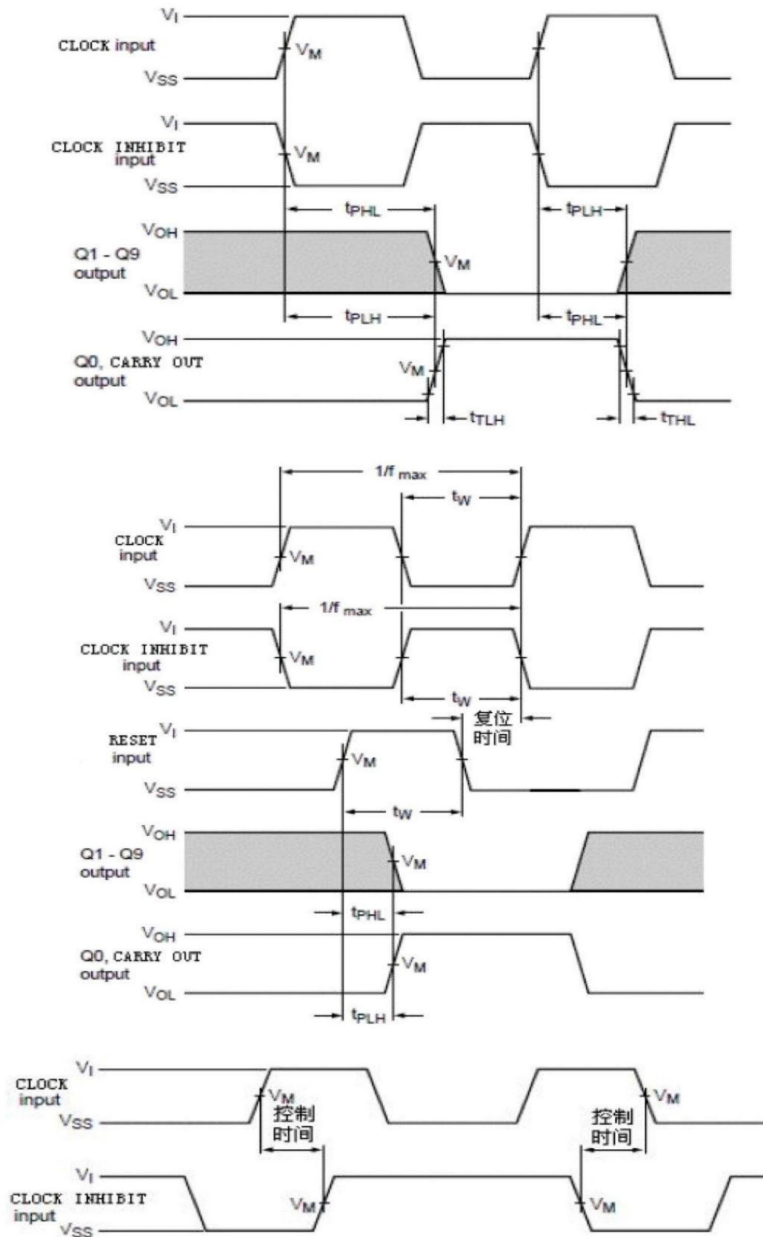 VI
CLOCK input
VM
VSS
VI
CLOCK INHIBIT
input
VM
VSS
tPHL
tPLH
VOH
Q1 - Q9
output
VM
VOL
tPLH
tPHL
VOH
Q0, CARRY OUT
output
VM
VOL
tTLH
tTHL
1/f max
tW
VI
CLOCK
input
VM
VSS
1/f max
VI
CLOCK INHIBIT
input
VM
VSS
tW
复位
时间
VI
RESET
input
VM
VSS
tW
VOH
Q1 - Q9
output
VM
VOL
tPHL
VOH
Q0, CARRY OUT
output
VM
VOL
tPLH
VI
CLOCK
input
VM
VM
VSS
控制
时间
控制
时间
VI
CLOCK INHIBIT
input
VM
VM
VSS